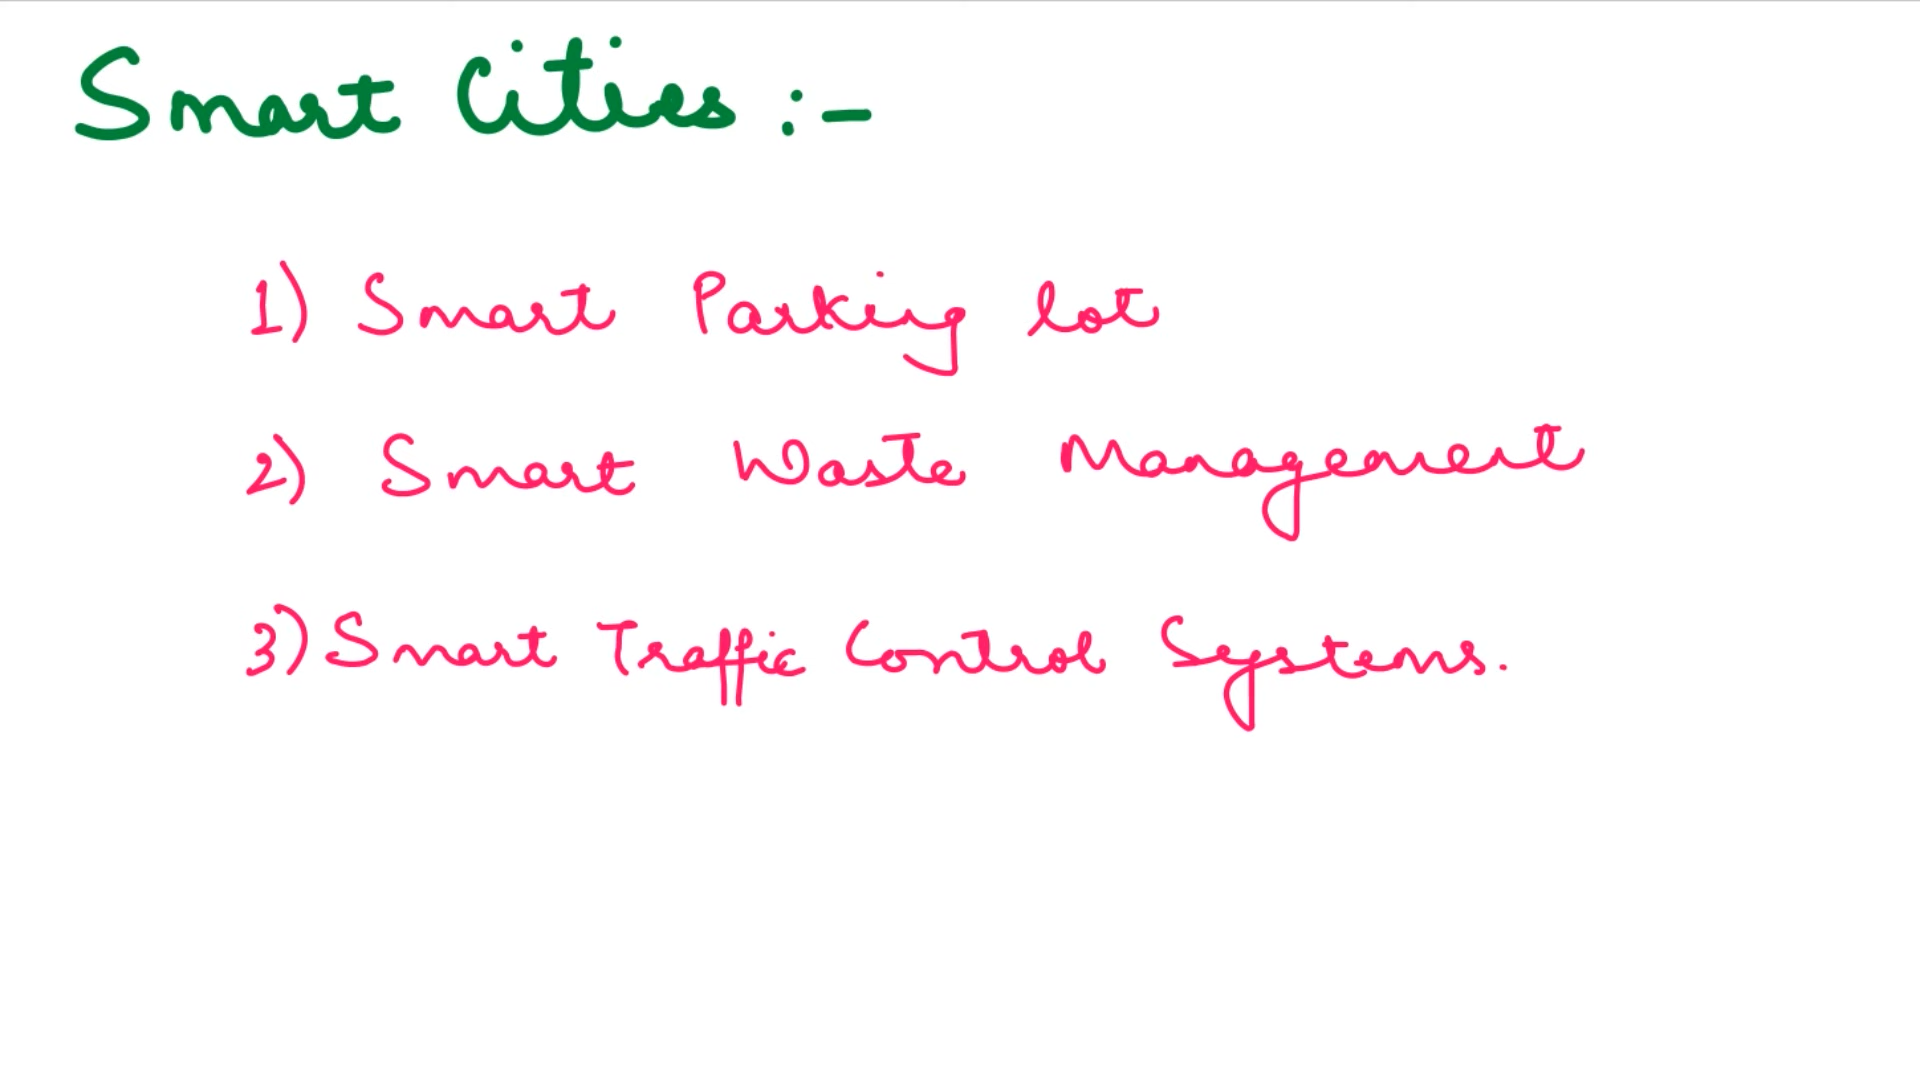 Smart Cities :-
1) Smart Parking lot
2) Smart Waste Management
3) Smart Traffic Control Systems.